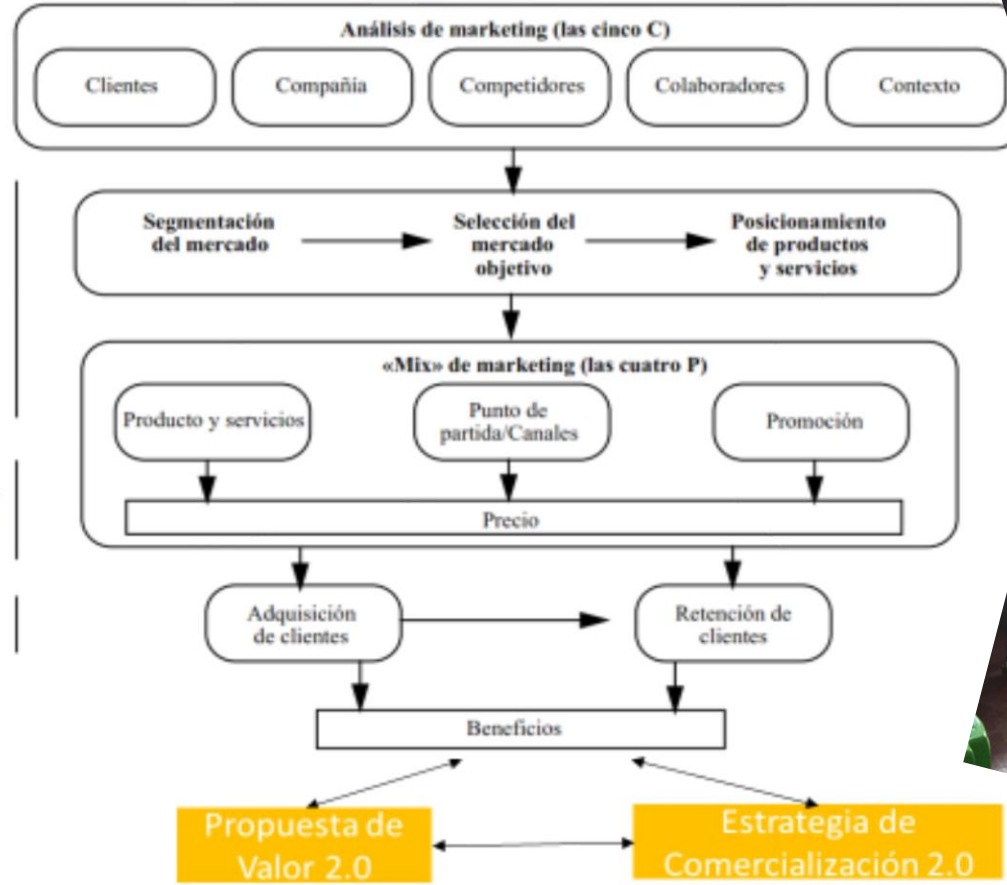 Análisis de marketing (las cinco C)
Clientes
Compañía
Competidores
Colaboradores
Contexto
Segmentación
del mercado
Selección del
mercado
objetivo
Posicionamiento
de productos
y servicios
«Mix» de marketing (las cuatro P)
Producto y servicios
Punto de
partida/Canales
Promoción
Precio
Adquisición
de clientes
Retención de
clientes
Beneficios
Propuesta de
Valor 2.0
Estrategia de
Comercialización 2.0